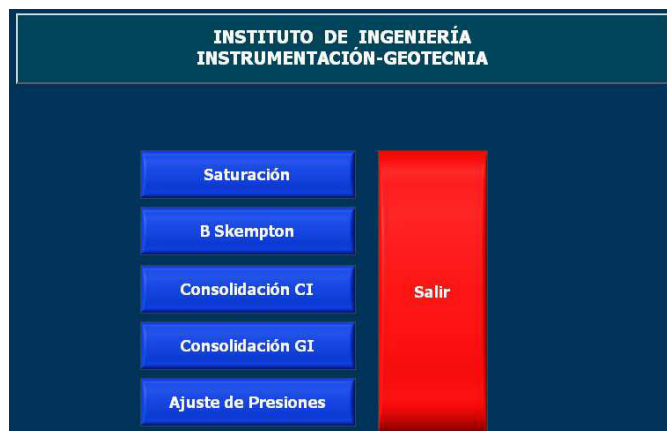 INSTITUTO DE INGENIERÍA
INSTRUMENTACIÓN-GEOTECNIA
Saturación
B Skempton
Consolidación CI
Salir
Consolidación GI
Ajuste de Presiones